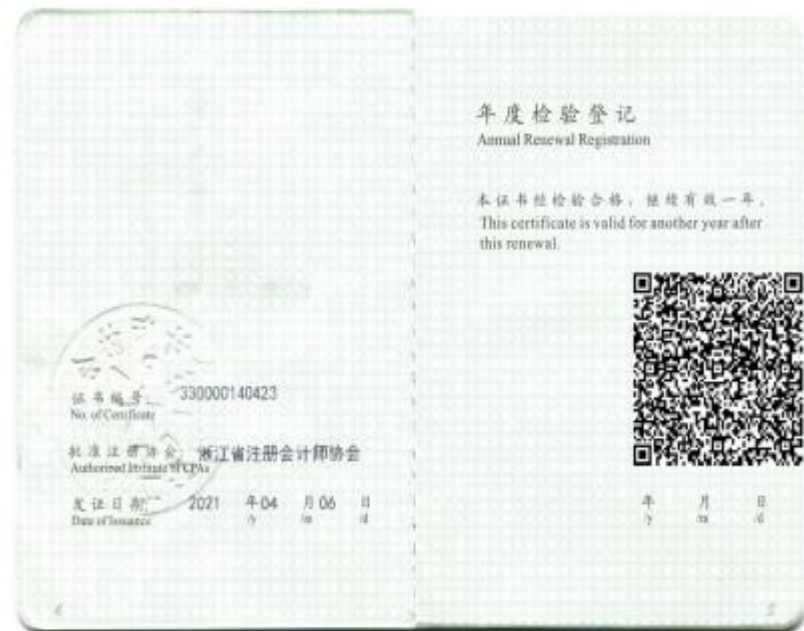 证书编号:
330000140423
No. of Certificate
批准注册协会:
浙江省注册会计师协会
Authorized Institute of CPAs
发证日期:
2021 年 04 月 06 日
Date of Issuance /y /m /d
4
年度检验登记
Annual Renewal Registration
本证书经检验合格,继续有效一年。
This certificate is valid for another year after
this renewal.
年 月 日
/y /m /d
5